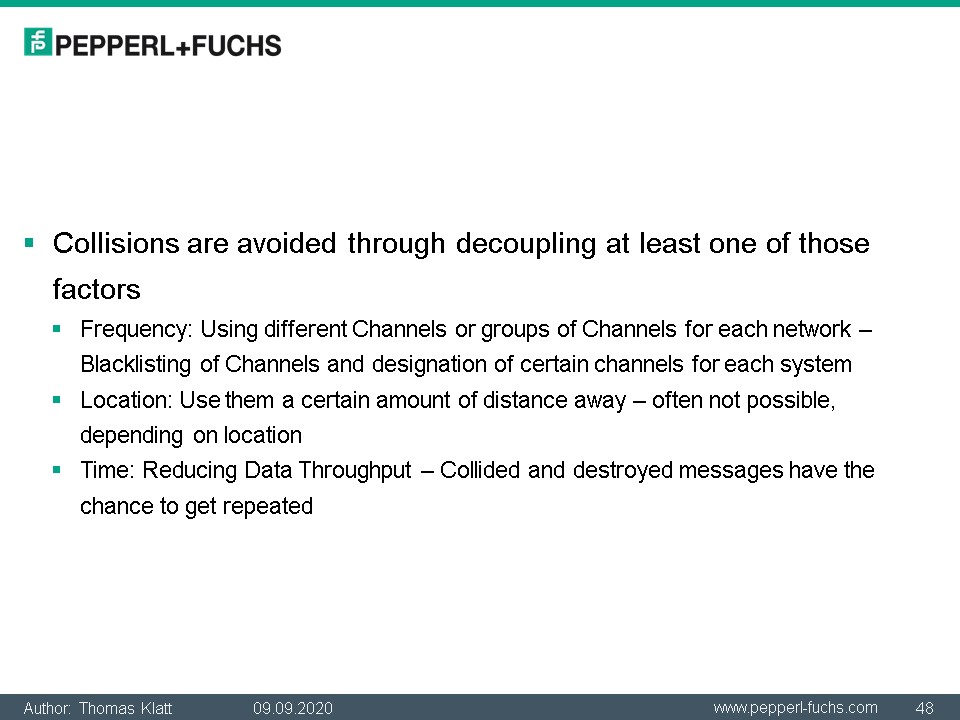 PEPPERL+FUCHS
Collisions are avoided through decoupling at least one of those
factors
Frequency: Using different Channels or groups of Channels for each network –
Blacklisting of Channels and designation of certain channels for each system
Location: Use them a certain amount of distance away – often not possible,
depending on location
Time: Reducing Data Throughput – Collided and destroyed messages have the
chance to get repeated
Author: Thomas Klatt 09.09.2020 www.pepperl-fuchs.com 48